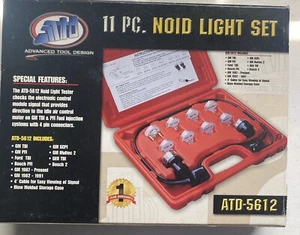 ATD
ADVANCED TOOL DESIGN
11 PC. NOID LIGHT SET
SPECIAL FEATURES:
The ATD-5612 Noid Light Tester
checks the electronic control
module signal that provides
direction to the idle air control
motor on GM TBI & PFI Fuel injection
systems with 4 pin connectors.
ATD-5612 INCLUDES:
• GM TBI
• GM PFI
• Ford TBI
• Bosch PFI
• GM 1987 - Present
• GM 1982 - 1991
• 4' Cable for Easy Viewing of Signal
• Blow Molded Storage Case
• GM SCPI
• GM Multec 2
• GEO TBI
• Bosch 2
1
ATD-5612